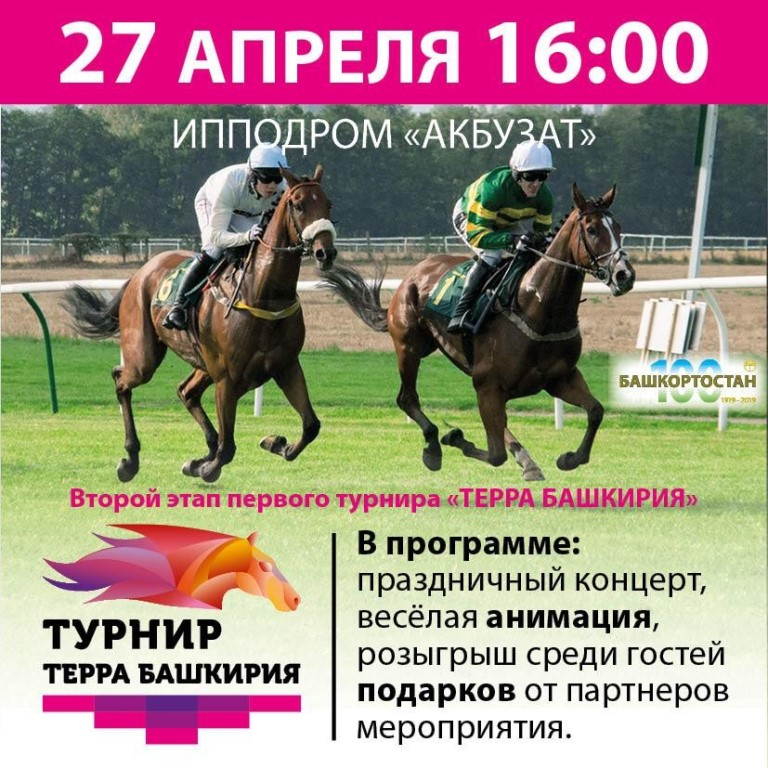 27 АПРЕЛЯ 16:00
ИППОДРОМ «АКБУЗАТ»
6
1
100
БАШКОРТОСТАН
1919-2019
Второй этап первого турнира «ТЕРРА БАШКИРИЯ»
ТУРНИР
ТЕРРА БАШКИРИЯ
В программе:
праздничный концерт,
весёлая анимация,
розыгрыш среди гостей
подарков от партнеров
мероприятия.